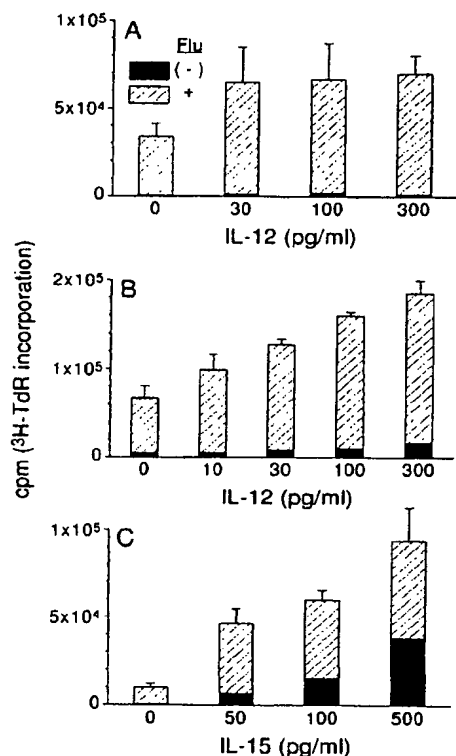 cpm (³H-TdR incorporation)
A
Flu
(-)
+
1x10⁵
5x10⁴
0
0 30 100 300
IL-12 (pg/ml)
B
2x10⁵
1x10⁵
0
0 10 30 100 300
IL-12 (pg/ml)
C
1x10⁵
5x10⁴
0
0 50 100 500
IL-15 (pg/ml)